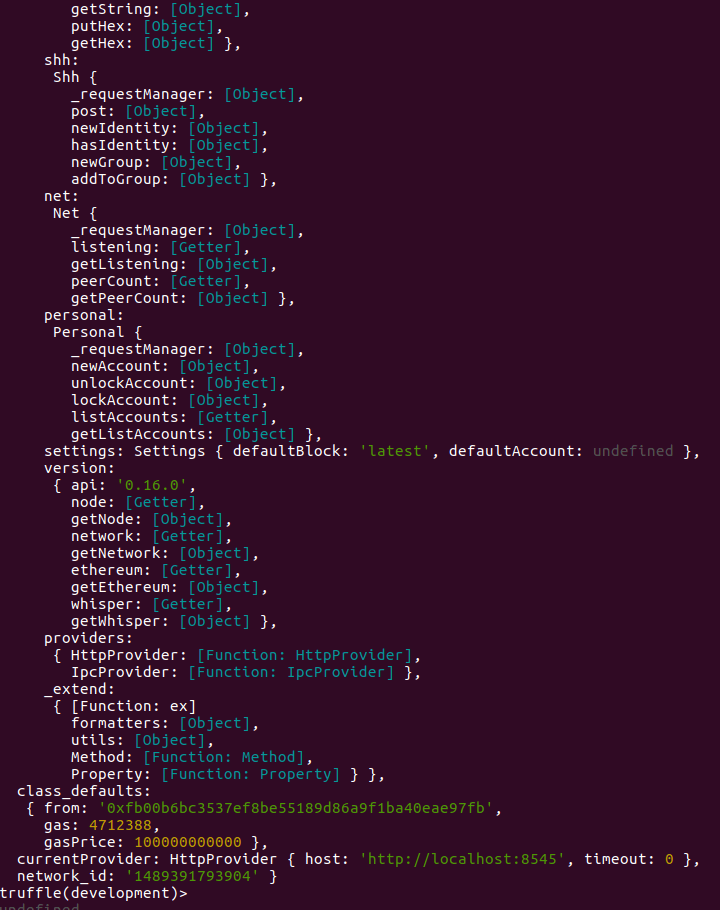 getString: [Object],
putHex: [Object],
getHex: [Object] },
shh:
Shh {
_requestManager: [Object],
post: [Object],
newIdentity: [Object],
hasIdentity: [Object],
newGroup: [Object],
addToGroup: [Object] },
net:
Net {
_requestManager: [Object],
listening: [Getter],
getListening: [Object],
peerCount: [Getter],
getPeerCount: [Object] },
personal:
Personal {
_requestManager: [Object],
newAccount: [Object],
unlockAccount: [Object],
lockAccount: [Object],
listAccounts: [Getter],
getListAccounts: [Object] },
settings: Settings { defaultBlock: 'latest', defaultAccount: undefined },
version:
{ api: '0.16.0',
node: [Getter],
getNode: [Object],
network: [Getter],
getNetwork: [Object],
ethereum: [Getter],
getEthereum: [Object],
whisper: [Getter],
getWhisper: [Object] },
providers:
{ HttpProvider: [Function: HttpProvider],
IpcProvider: [Function: IpcProvider] },
_extend:
{ [Function: ex]
formatters: [Object],
utils: [Object],
Method: [Function: Method],
Property: [Function: Property] } },
class_defaults:
{ from: '0xfb00b6bc3537ef8be55189d86a9f1ba40eae97fb',
gas: 4712388,
gasPrice: 100000000000 },
currentProvider: HttpProvider { host: 'http://localhost:8545', timeout: 0 },
network_id: '1489391793904' }
truffle(development)>
undefined